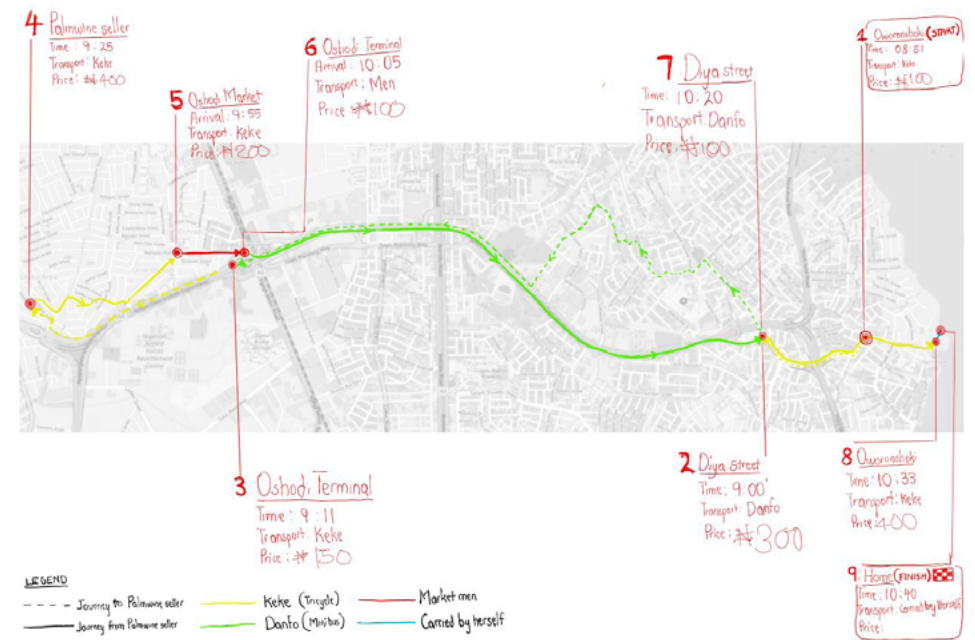 4 Palmwine seller
Time : 9:25
Transport: Keke
Price: ₦400
5 Oshodi Market
Arrival: 9:55
Transport: Keke
Price: ₦200
6 Oshodi Terminal
Arrival: 10:05
Transport: Men
Price ₦100
7 Diya street
Time: 10:20
Transport: Danfo
Price: ₦100
1 Oworonshoki (START)
Time: 08:51
Transport: Keke
Price: ₦100
3 Oshodi Terminal
Time: 9:11
Transport: Keke
Price: ₦150
2 Diya street
Time: 9:00
Transport: Danfo
Price: ₦300
8 Oworonshoki
Time: 10:33
Transport: Keke
Price: 400
9. Home (FINISH)
Time: 10:40
Transport: Carried by herself
Price:
LEGEND
Journey to Palmwine seller
Keke (Tricycle)
Market men
Journey from Palmwine seller
Danfo (Minibus)
Carried by herself